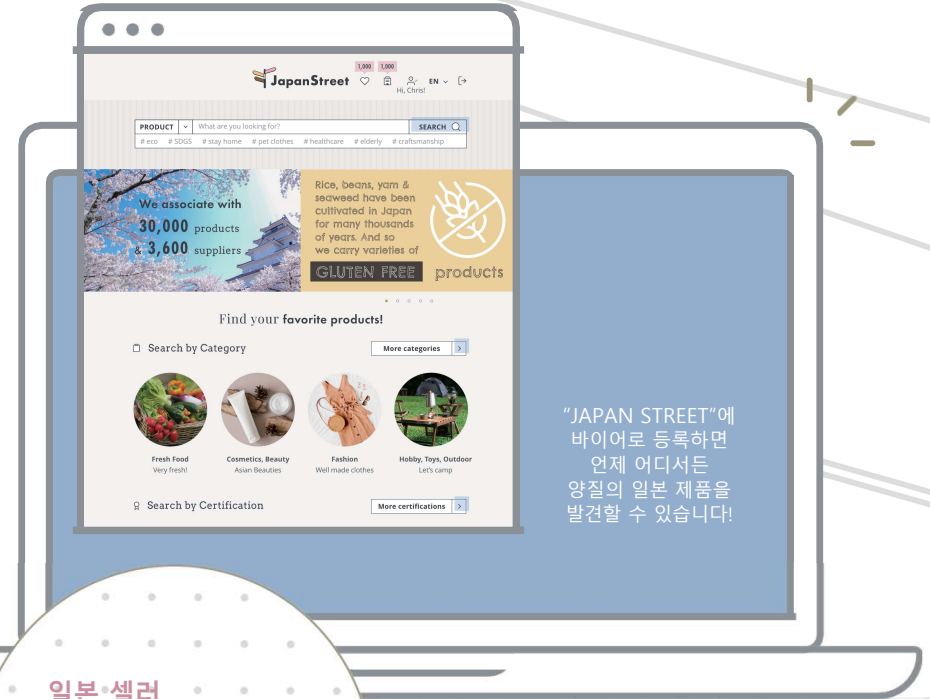 JapanStreet
1,000 1,000
EN
Hi, Chris!
PRODUCT What are you looking for? SEARCH
# eco # SDGS # stay home # pet clothes # healthcare # elderly # craftsmanship
We associate with
30,000 products
& 3,600 suppliers
Rice, beans, yam &
seaweed have been
cultivated in Japan
for many thousands
of years. And so
we carry varieties of
GLUTEN FREE products
Find your favorite products!
Search by Category
More categories
Fresh Food
Very fresh!
Cosmetics, Beauty
Asian Beauties
Fashion
Well made clothes
Hobby, Toys, Outdoor
Let's camp
Search by Certification
More certifications
“JAPAN STREET”에
바이어로 등록하면
언제 어디서든
양질의 일본 제품을
발견할 수 있습니다!
일본 셀러